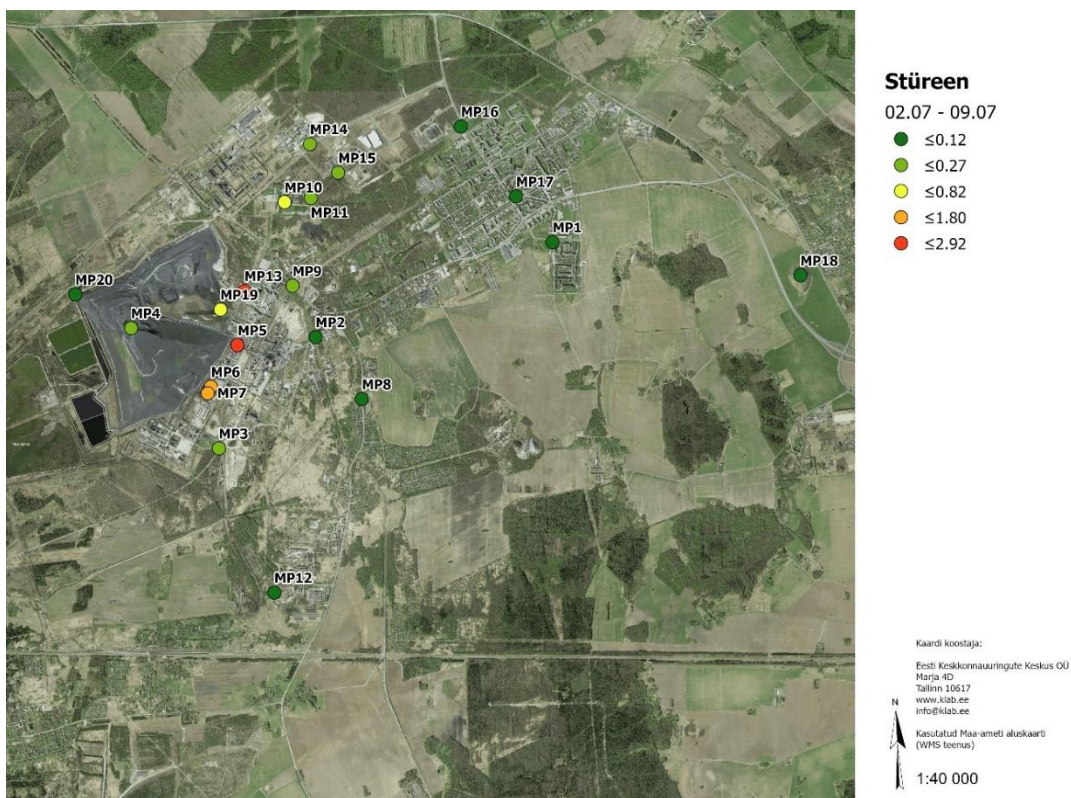 Stüreen
02.07 - 09.07
≤0.12
≤0.27
≤0.82
≤1.80
≤2.92
MP16
MP14
MP15
MP10
MP11
MP17
MP1
MP18
MP20
MP13
MP9
MP19
MP4
MP5
MP2
MP6
MP7
MP8
MP3
MP12
Kaardi koostaja:
Eesti Keskkonnauuringute Keskus OÜ
Marja 4D
Tallinn 10617
www.klab.ee
info@klab.ee
N
Kasutatud Maa-ameti aluskaarti
(WMS teenus)
1:40 000